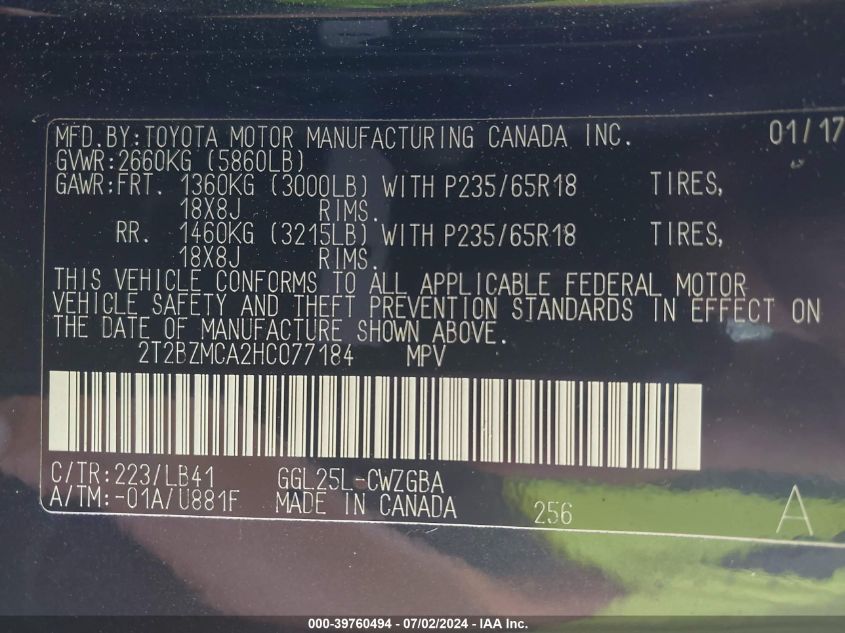 MFD.BY:TOYOTA MOTOR MANUFACTURING CANADA INC. 01/17
GVWR:2660KG (5860LB)
GAWR:FRT. 1360KG (3000LB) WITH P235/65R18 TIRES,
18X8J RIMS.
RR. 1460KG (3215LB) WITH P235/65R18 TIRES,
18X8J RIMS.
THIS VEHICLE CONFORMS TO ALL APPLICABLE FEDERAL MOTOR
VEHICLE SAFETY AND THEFT PREVENTION STANDARDS IN EFFECT ON
THE DATE OF MANUFACTURE SHOWN ABOVE.
2T2BZMCA2HC077184 MPV
C/TR:223/LB41 GGL25L-CWZGBA
A/TM:-01A/U881F MADE IN CANADA 256 A
000-39760494 - 07/02/2024 - IAA Inc.